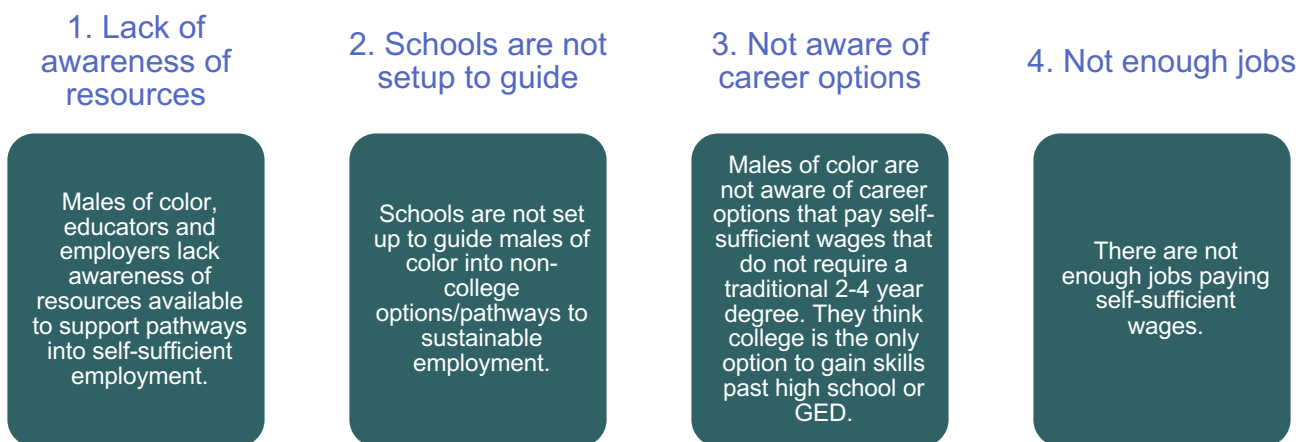 1. Lack of
awareness of
resources
2. Schools are not
setup to guide
3. Not aware of
career options
4. Not enough jobs
Males of color,
educators and
employers lack
awareness of
resources available
to support pathways
into self-sufficient
employment.
Schools are not set
up to guide males of
color into non-
college
options/pathways to
sustainable
employment.
Males of color are
not aware of career
options that pay self-
sufficient wages that
do not require a
traditional 2-4 year
degree. They think
college is the only
option to gain skills
past high school or
GED.
There are not
enough jobs paying
self-sufficient
wages.